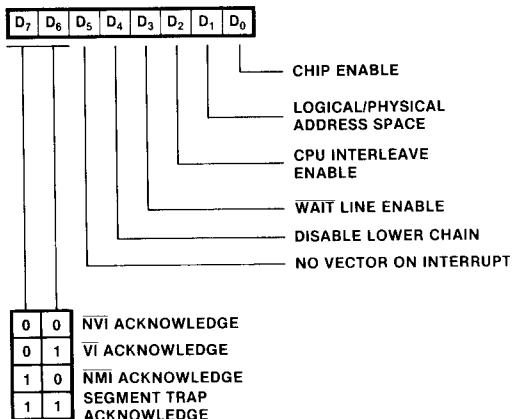 D7 D6 D5 D4 D3 D2 D1 D0
CHIP ENABLE
LOGICAL/PHYSICAL
ADDRESS SPACE
CPU INTERLEAVE
ENABLE
WAIT LINE ENABLE
DISABLE LOWER CHAIN
NO VECTOR ON INTERRUPT
0 0 NVI ACKNOWLEDGE
0 1 VI ACKNOWLEDGE
1 0 NMI ACKNOWLEDGE
1 1 SEGMENT TRAP
ACKNOWLEDGE